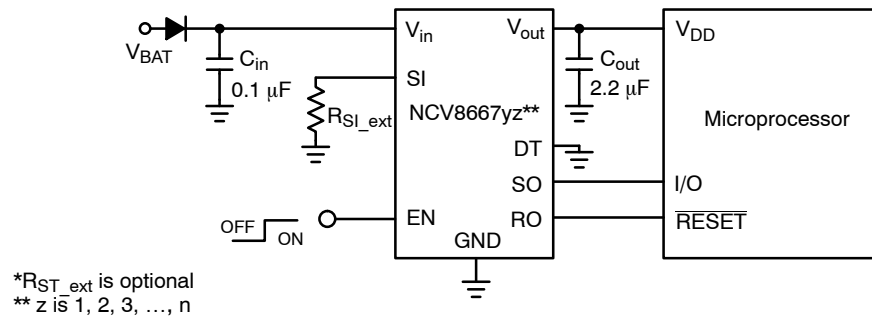 V_BAT
C_in
0.1 μF
V_in
V_out
SI
R_SI_ext
NCV8667yz**
DT
SO
RO
EN
GND
OFF
ON
C_out
2.2 μF
V_DD
Microprocessor
I/O
RESET
*R_ST_ext is optional
** z is 1, 2, 3, …, n